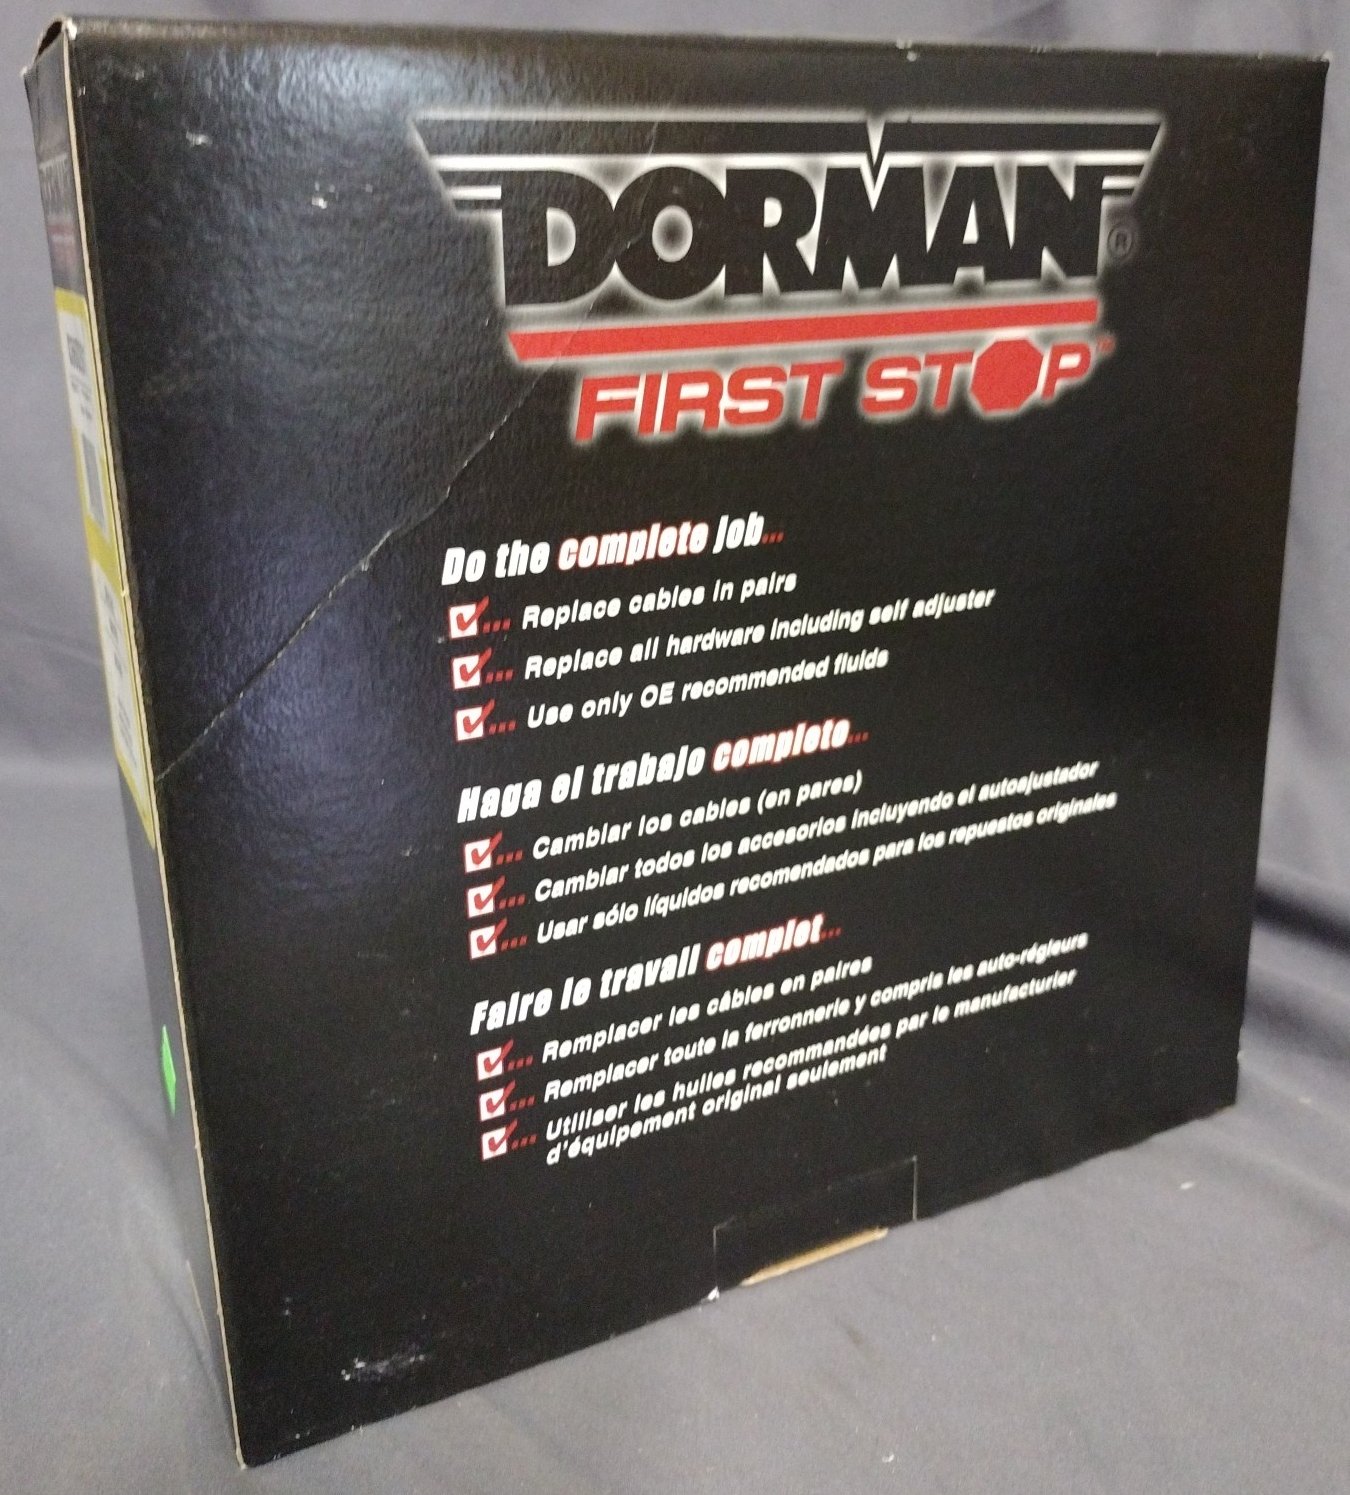 DORMAN®
FIRST STOP™
Do the complete job...
... Replace cables in pairs
... Replace all hardware including self adjuster
... Use only OE recommended fluids
Haga el trabajo completo...
... Cambiar los cables (en pares)
... Cambiar todos los accesorios incluyendo el autoajustador
... Usar sólo líquidos recomendados para los repuestos originales
Faire le travail complet...
... Remplacer les câbles en paires
... Remplacer toute la ferronnerie y compris les auto-régleurs
... Utiliser les huiles recommandées par le manufacturier
d'équipement original seulement